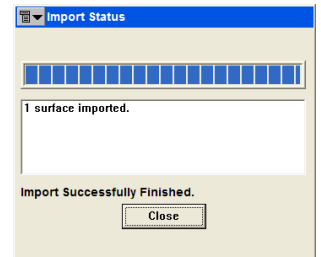 Import Status
1 surface imported.
Import Successfully Finished.
Close